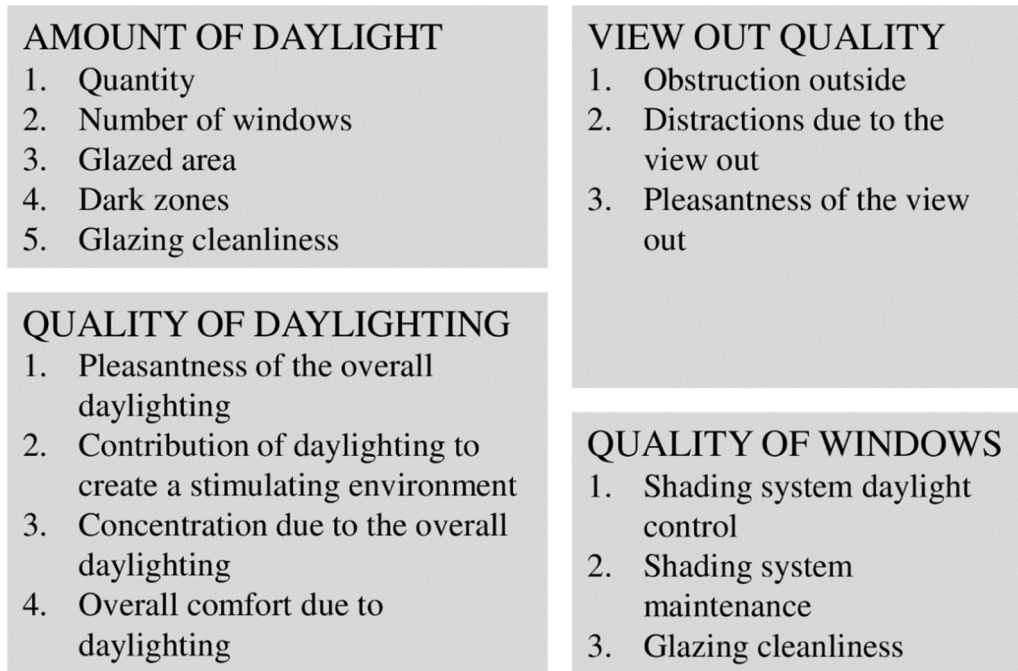 AMOUNT OF DAYLIGHT
1. Quantity
2. Number of windows
3. Glazed area
4. Dark zones
5. Glazing cleanliness
QUALITY OF DAYLIGHTING
1. Pleasantness of the overall
daylighting
2. Contribution of daylighting to
create a stimulating environment
3. Concentration due to the overall
daylighting
4. Overall comfort due to
daylighting
VIEW OUT QUALITY
1. Obstruction outside
2. Distractions due to the
view out
3. Pleasantness of the view
out
QUALITY OF WINDOWS
1. Shading system daylight
control
2. Shading system
maintenance
3. Glazing cleanliness